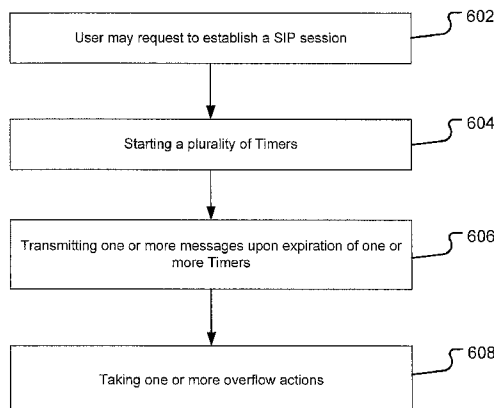 602
User may request to establish a SIP session
604
Starting a plurality of Timers
606
Transmitting one or more messages upon expiration of one or
more Timers
608
Taking one or more overflow actions